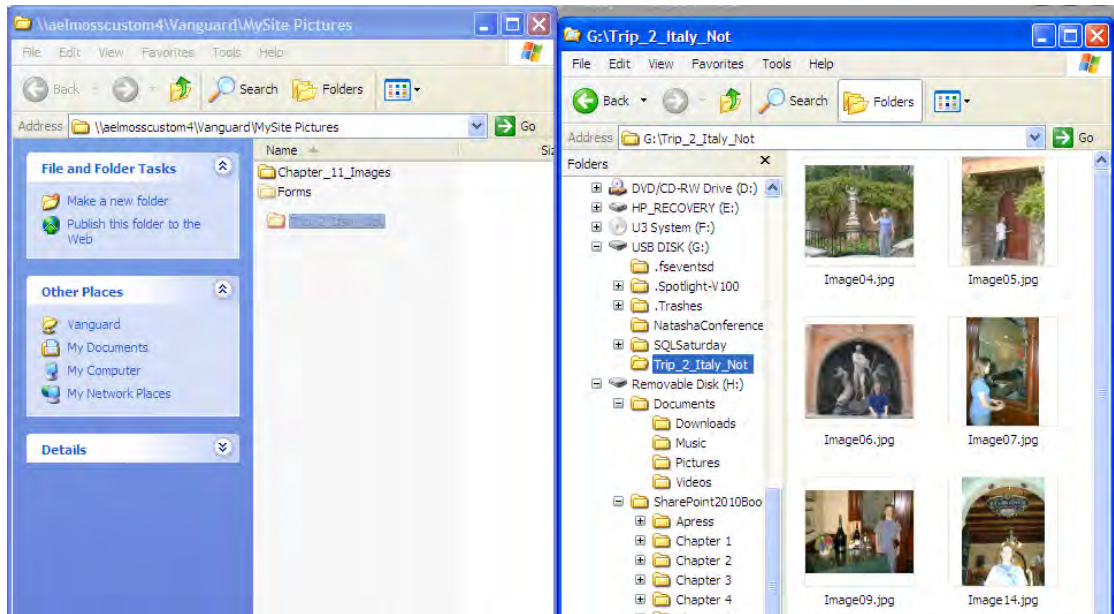 \\aelmosscustom4\Vanguard\MySite Pictures
File Edit View Favorites Tools Help
Back Search Folders
Address \\aelmosscustom4\Vanguard\MySite Pictures Go
File and Folder Tasks
Make a new folder
Publish this folder to the
Web
Other Places
Vanguard
My Documents
My Computer
My Network Places
Details
Name Siz
Chapter_11_Images
Forms
Trip_2_Italy_Not
G:\Trip_2_Italy_Not
File Edit View Favorites Tools Help
Back Search Folders
Address G:\Trip_2_Italy_Not Go
Folders
DVD/CD-RW Drive (D:)
HP_RECOVERY (E:)
U3 System (F:)
USB DISK (G:)
.fseventsd
.Spotlight-V100
.Trashes
NatashaConference
SQLSaturday
Trip_2_Italy_Not
Removable Disk (H:)
Documents
Downloads
Music
Pictures
Videos
SharePoint2010Boo
Apress
Chapter 1
Chapter 2
Chapter 3
Chapter 4
Image04.jpg Image05.jpg
Image06.jpg Image07.jpg
Image09.jpg Image14.jpg